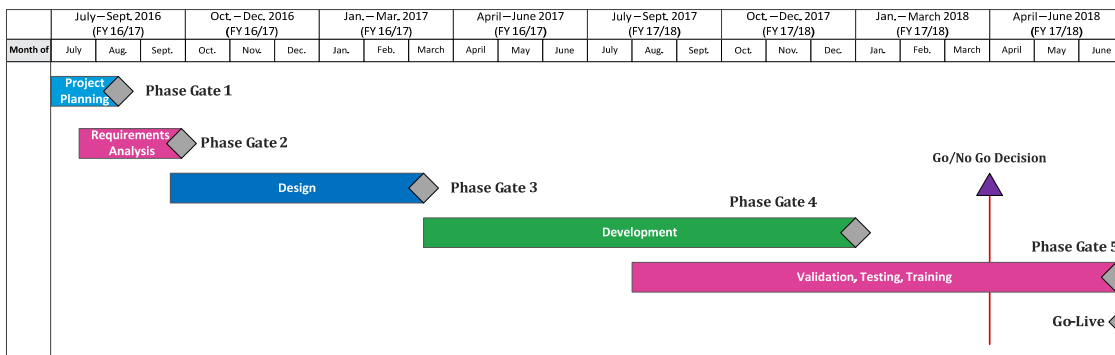 July–Sept. 2016 Oct.–Dec. 2016 Jan.–Mar. 2017 April–June 2017 July–Sept. 2017 Oct.–Dec. 2017 Jan.–March 2018 April–June 2018
(FY 16/17) (FY 16/17) (FY 16/17) (FY 16/17) (FY 17/18) (FY 17/18) (FY 17/18) (FY 17/18)
Month of July Aug. Sept. Oct. Nov. Dec. Jan. Feb. March April May June July Aug. Sept. Oct. Nov. Dec. Jan. Feb. March April May June
Project
Planning
Phase Gate 1
Requirements
Analysis
Phase Gate 2
Go/No Go Decision
Design
Phase Gate 3
Phase Gate 4
Development
Phase Gate 5
Validation, Testing, Training
Go-Live